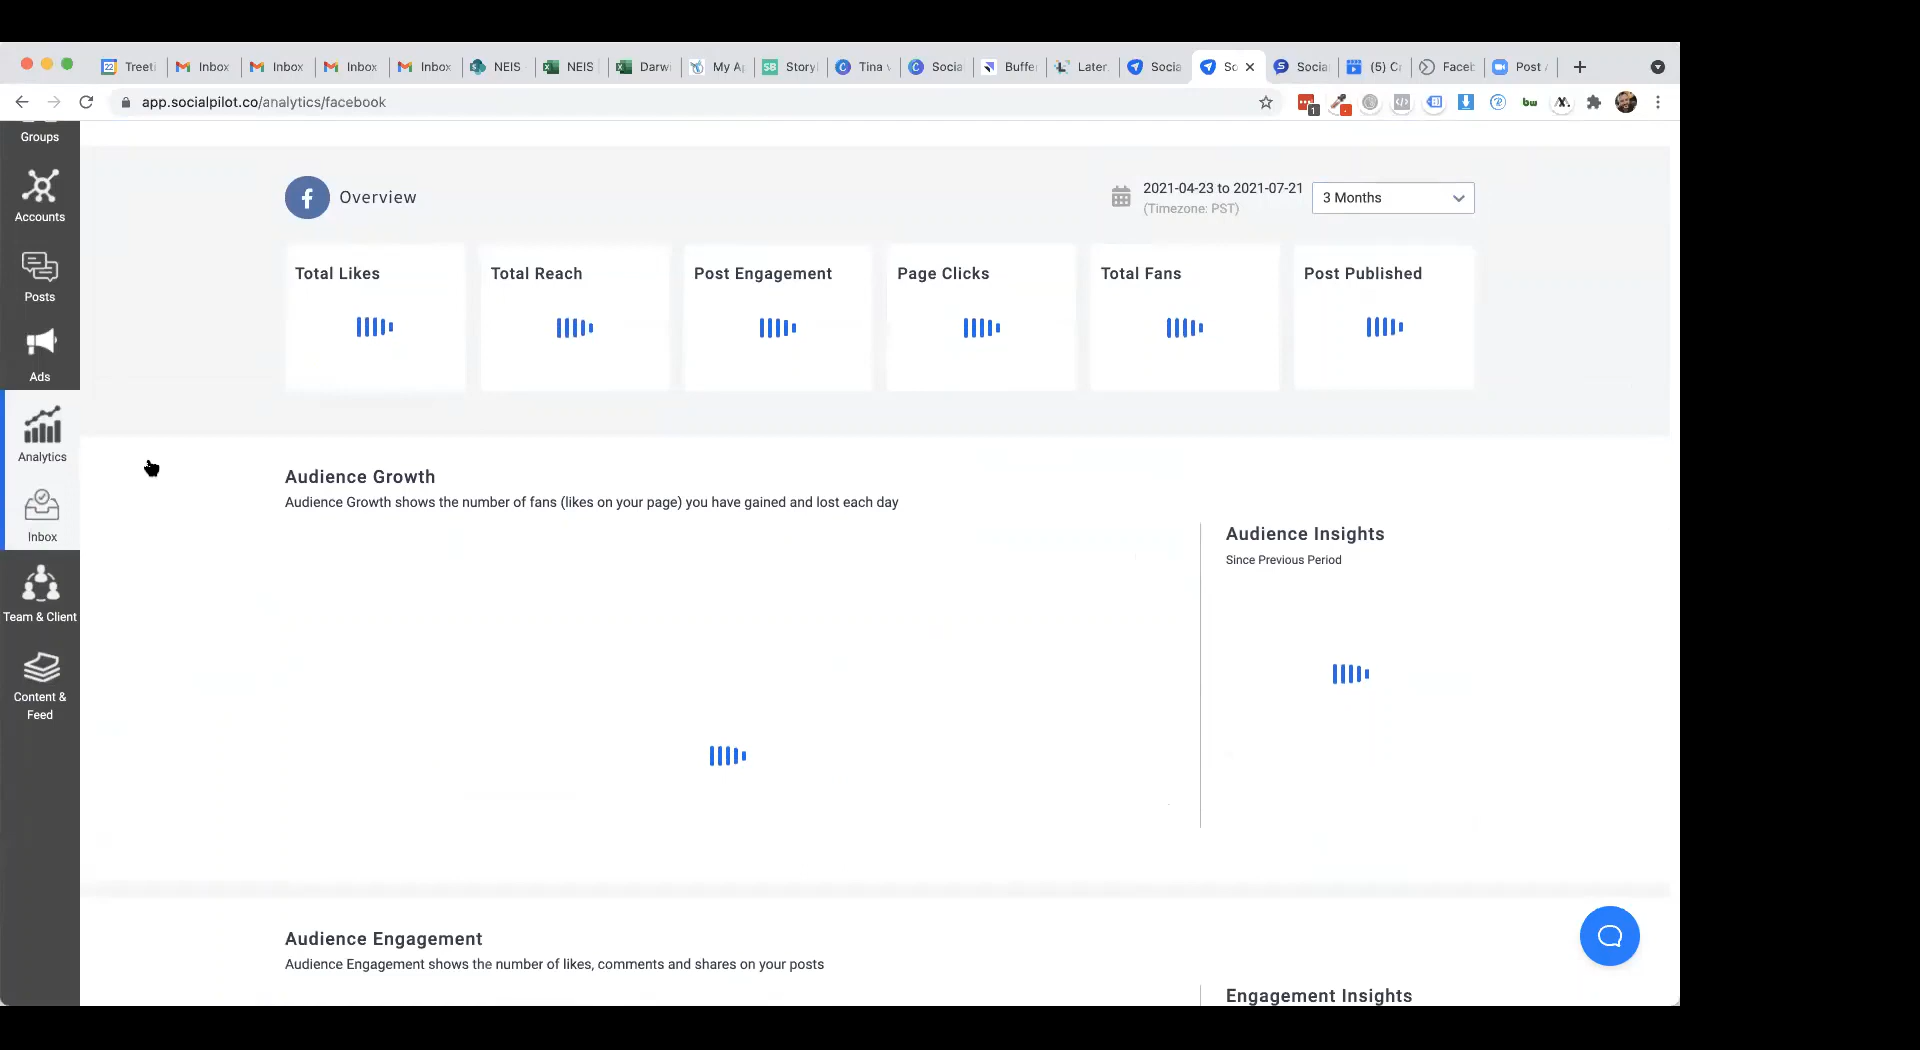 Treeti
Inbox
Inbox
Inbox
Inbox
NEIS
NEIS
Darwi
My A
Story
Tina
Socia
Buffe
Later
Socia
So
Socia
(5) C
Faceb
Post
app.socialpilot.co/analytics/facebook
1
bw
Groups
Accounts
Posts
Ads
Analytics
Inbox
Team & Client
Content &
Feed
Overview
2021-04-23 to 2021-07-21
(Timezone: PST)
3 Months
Total Likes
Total Reach
Post Engagement
Page Clicks
Total Fans
Post Published
Audience Growth
Audience Growth shows the number of fans (likes on your page) you have gained and lost each day
Audience Insights
Since Previous Period
Audience Engagement
Audience Engagement shows the number of likes, comments and shares on your posts
Engagement Insights